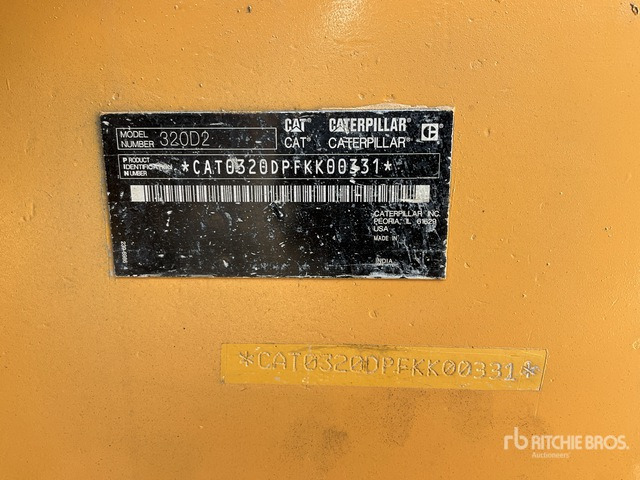 MODEL NUMBER 320D2
CAT CATERPILLAR
CAT CATERPILLAR
PRODUCT IDENTIFICATION NUMBER *CAT0320DPFKK00331*
CATERPILLAR INC.
PEORIA, IL 61629
USA
MADE IN
INDIA
*CAT0320DPFKK00331*
rb RITCHIE BROS.
Auctioneers